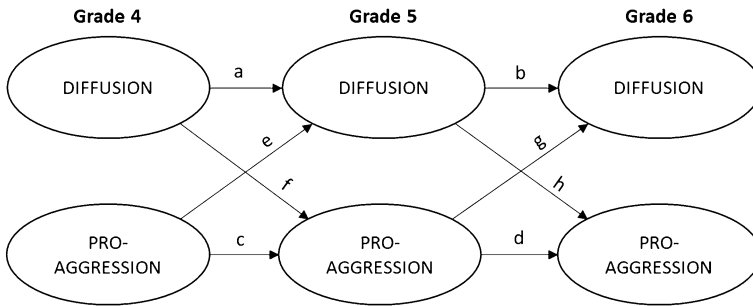 Grade 4 Grade 5 Grade 6
DIFFUSION a DIFFUSION b DIFFUSION
e g
f h
PRO-
AGGRESSION c PRO-
AGGRESSION d PRO-
AGGRESSION